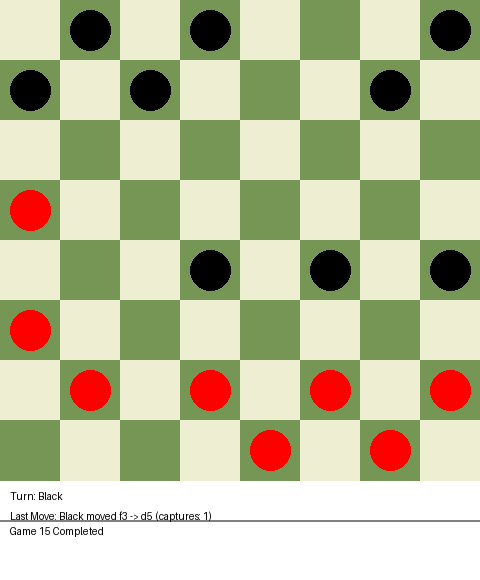 Turn: Black
Last Move: Black moved f3 -> d5 (captures: 1)
Game 15 Completed